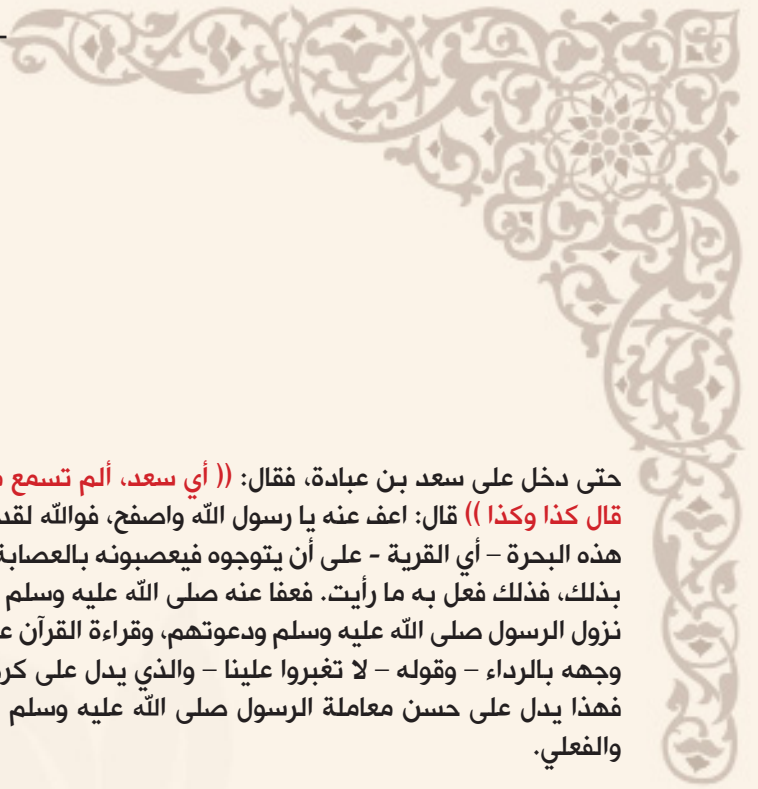 حتى دخل على سعد بن عبادة، فقال: (( أي سعد، ألم تسمع
قال كذا وكذا )) قال: اعف عنه يا رسول الله واصفح، فوالله لقد
هذه البحرة – أي القرية - على أن يتوجوه فيعصبونه بالعصابة
بذلك، فذلك فعل به ما رأيت. فعفا عنه صلى الله عليه وسلم
نزول الرسول صلى الله عليه وسلم ودعوتهم، وقراءة القرآن
وجهه بالرداء – وقوله – لا تغبروا علينا – والذي يدل على
فهذا يدل على حسن معاملة الرسول صلى الله عليه وسلم
والفعلي.